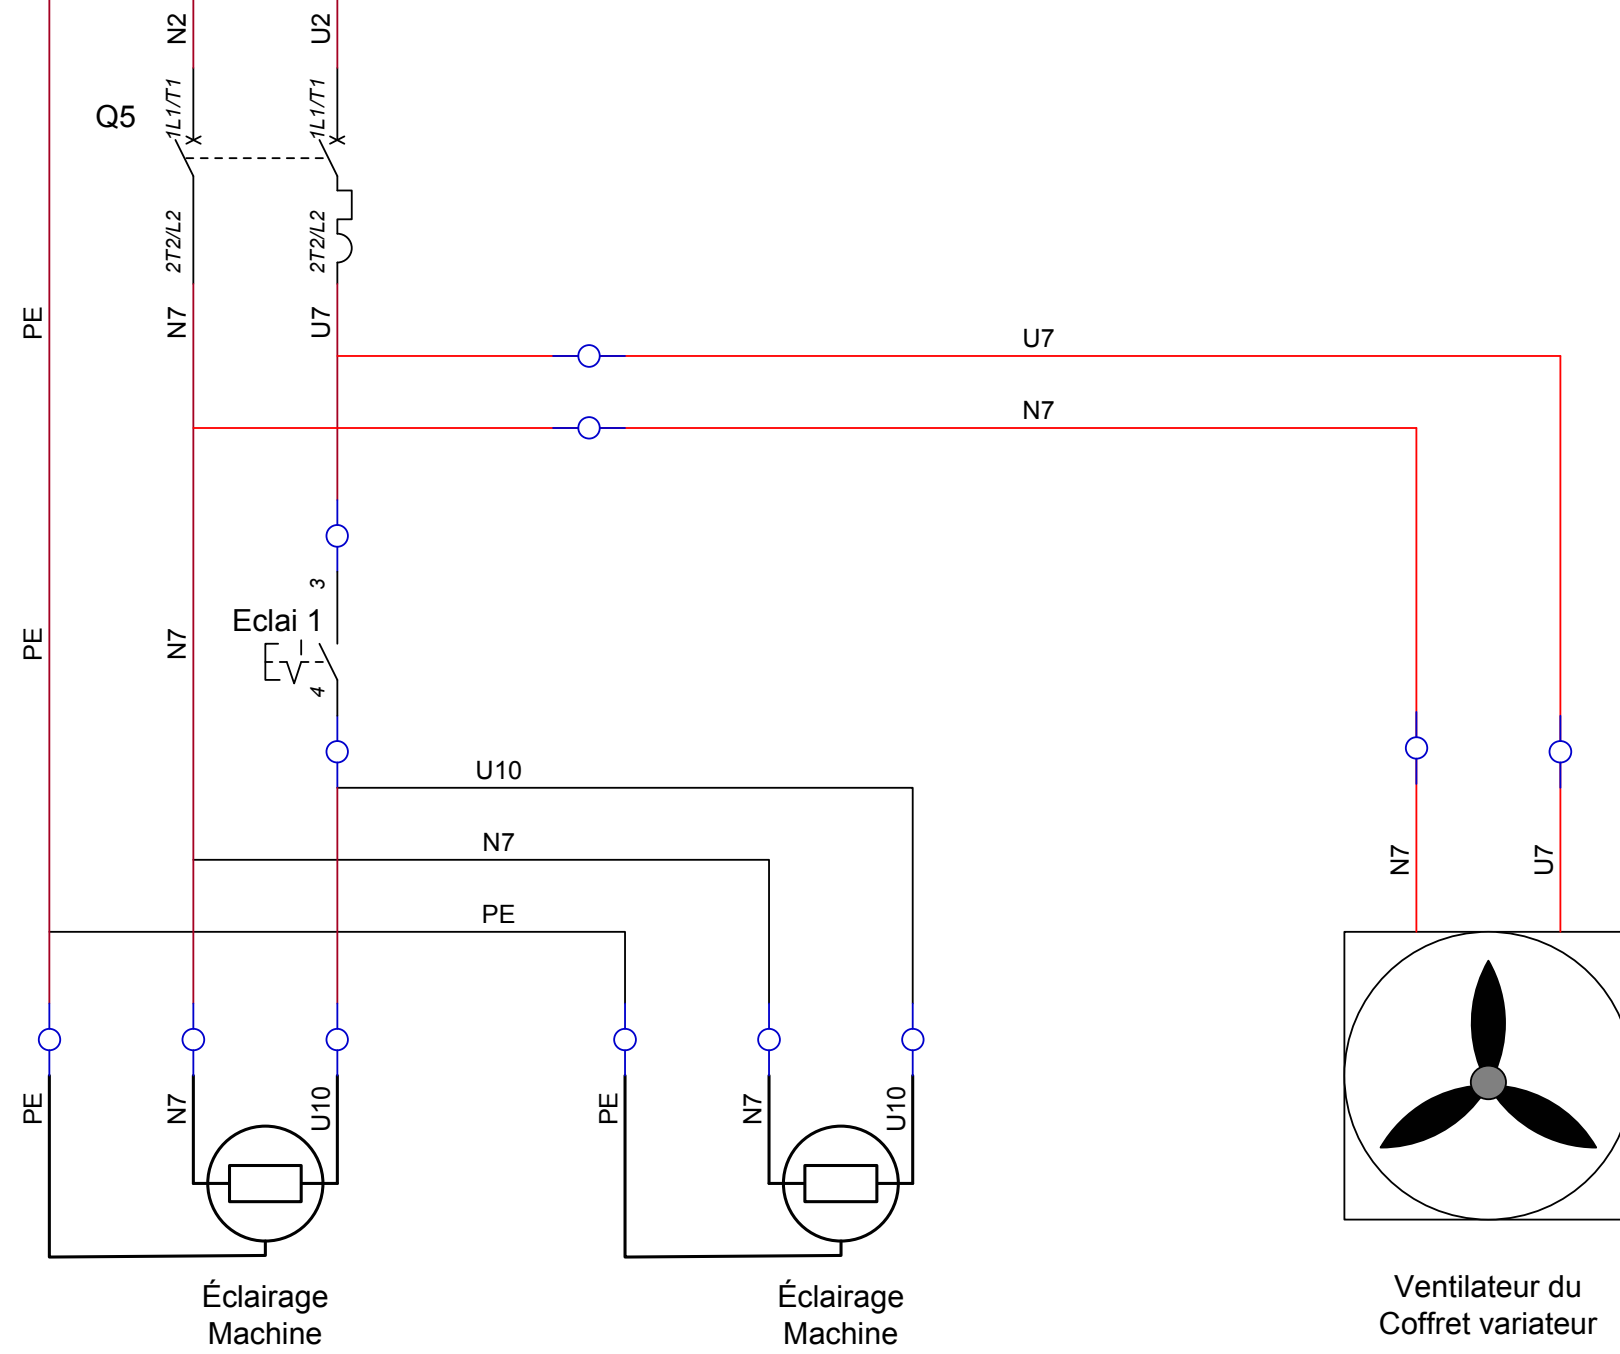 N2
U2
Q5
1L1/T1
1L1/T1
2T2/L2
2T2/L2
PE
N7
U7
U7
N7
3
Eclai 1
PE
N7
4
U10
N7
N7
U7
PE
PE
N7
U10
PE
N7
U10
Éclairage
Machine
Éclairage
Machine
Ventilateur du
Coffret variateur